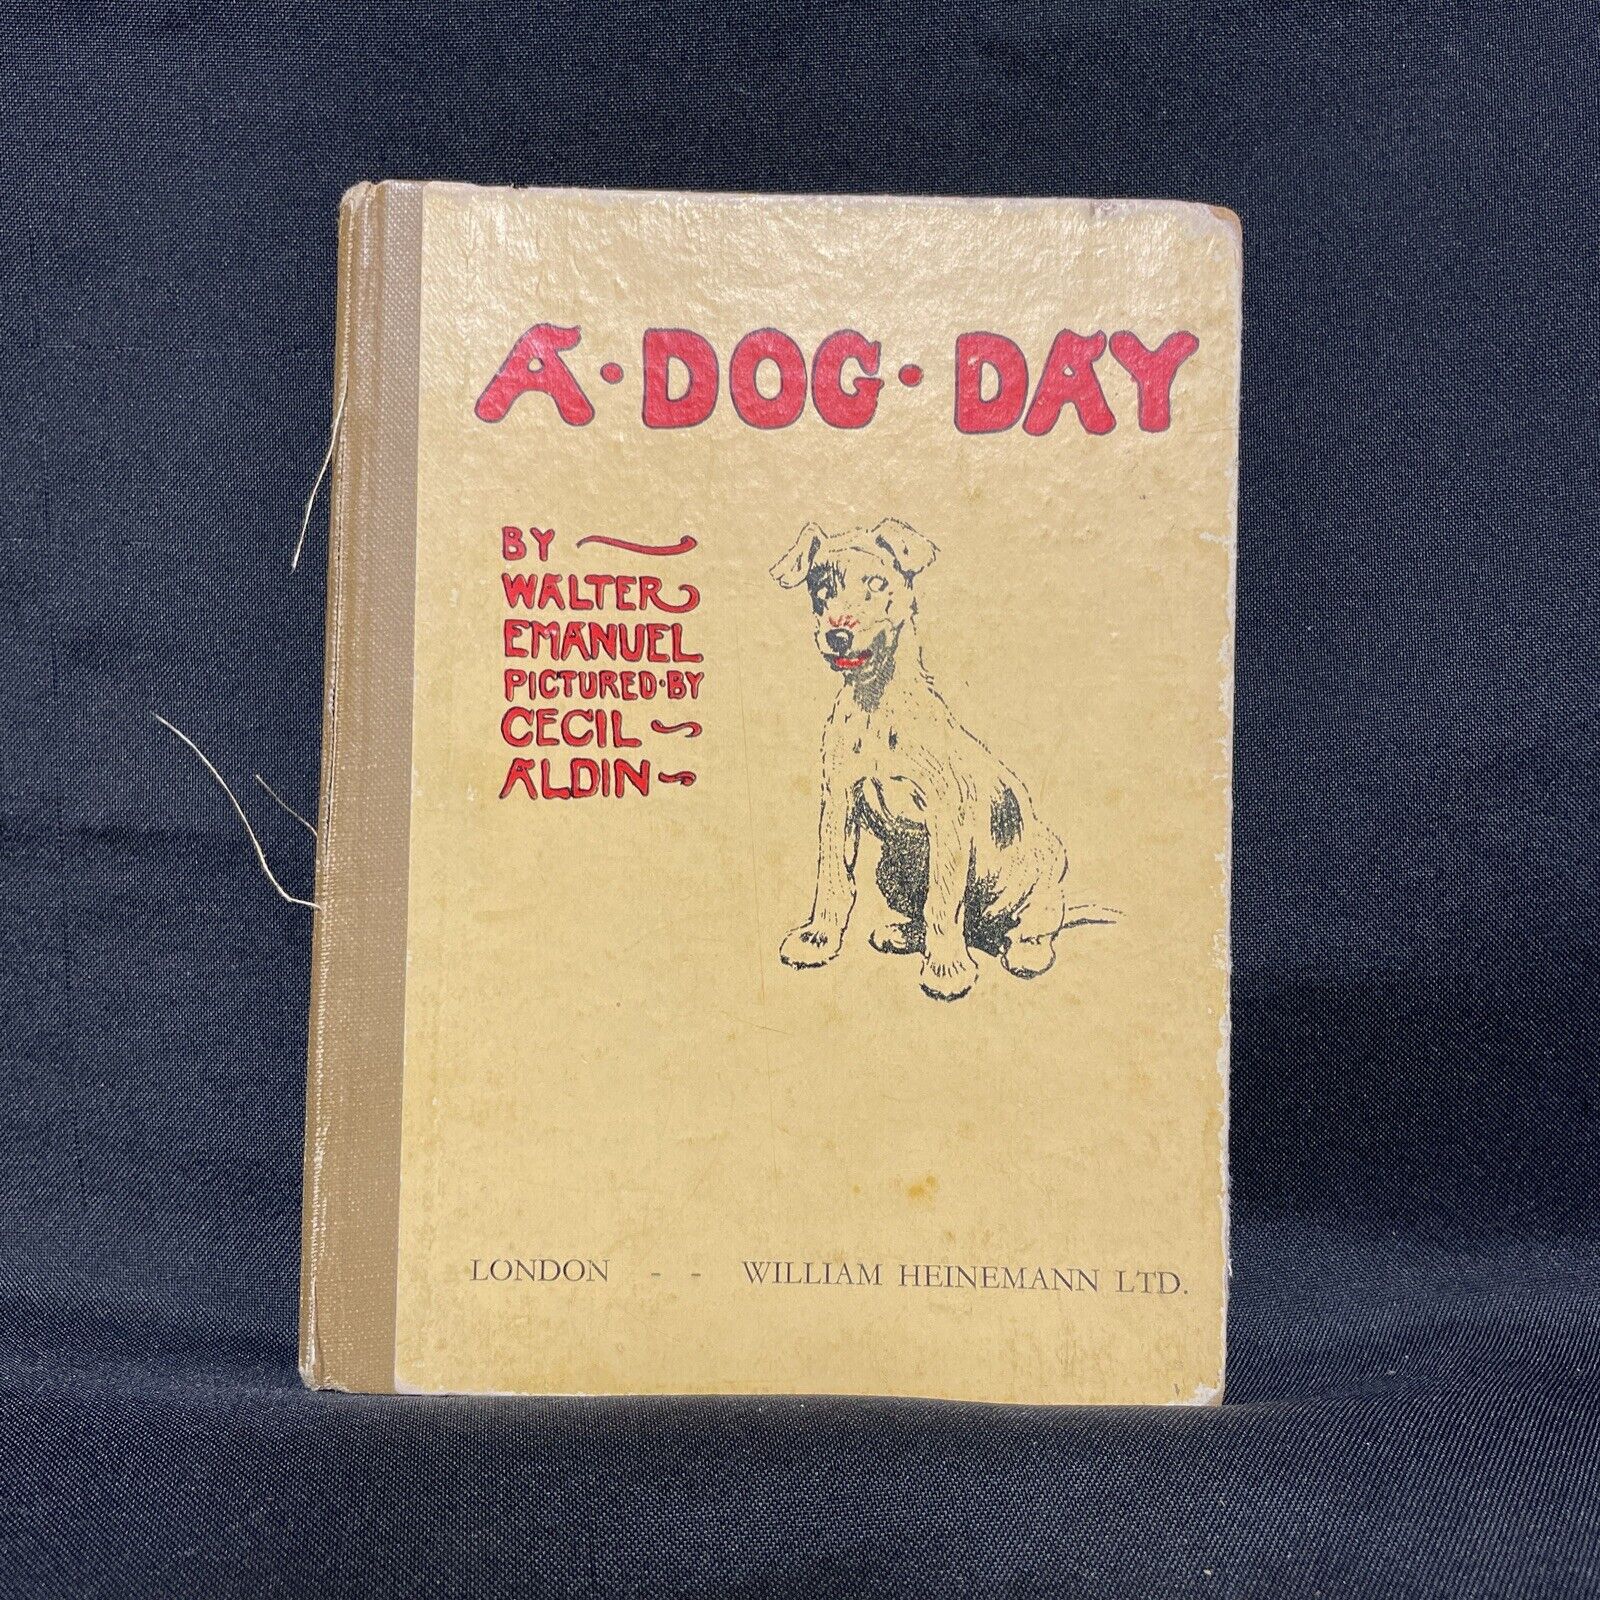 A·DOG·DAY
BY
WALTER
EMANUEL
PICTURED·BY
CECIL
ALDIN
LONDON - - WILLIAM HEINEMANN LTD.